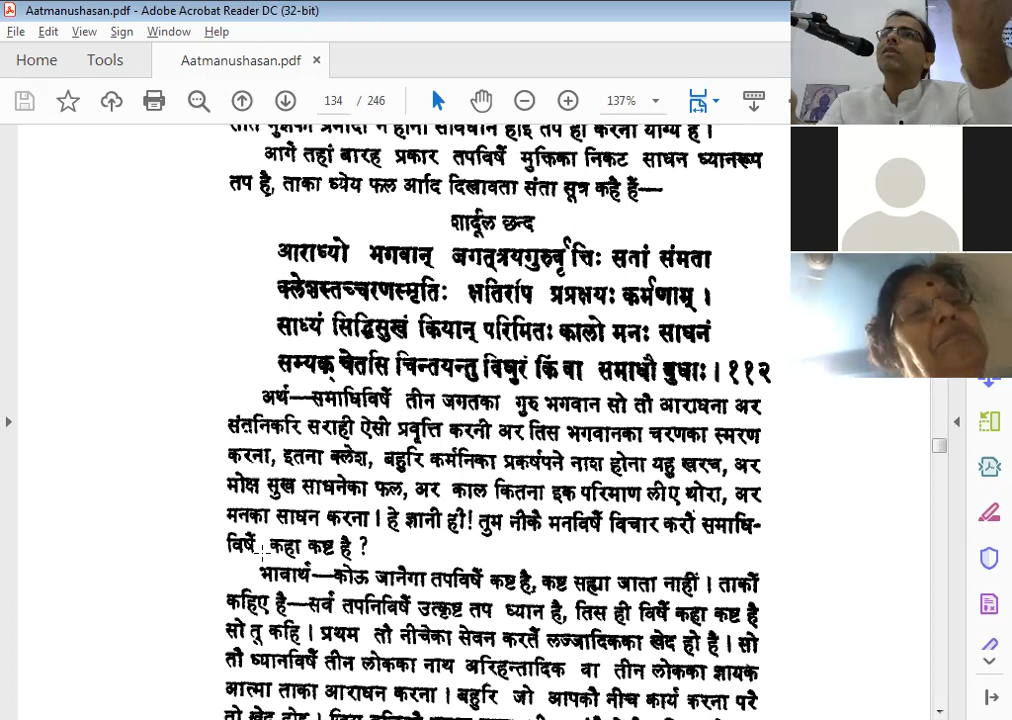 Aatmanushasan.pdf - Adobe Acrobat Reader DC (32-bit)
File Edit View Sign Window Help
Home Tools Aatmanushasan.pdf ×
134 / 246 137%
तातें मुझको प्रमादी न होना सावधान होइ तप ही करना योग्य है ।
आगें तहां बारह प्रकार तपविषैं मुक्तिका निकट साधन ध्यानरूप
तप है, ताका ध्येय फल आदि दिखावता संता सूत्र कहै हैं—
शार्दूल छन्द
आराध्यो भगवान् जगत्त्रयगुरुर्वृत्तिः सतां संमता
क्लेशस्तच्चरणस्मृतिः क्षतिरपि प्रप्रक्षयः कर्मणाम् ।
साध्यं सिद्धिसुखं कियान् परिमितः कालो मनः साधनं
सम्यक् चेतसि चिन्तयन्तु विधुरं किं वा समाधौ बुधाः । ११२
अर्थ—समाधिविषैं तीन जगतका गुरु भगवान सो तौ आराधना अर
संतनिकरि सराही ऐसी प्रवृत्ति करनी अर तिस भगवानका चरणका स्मरण
करना, इतना क्लेश, बहुरि कर्मनिका प्रकर्षपने नाश होना यहु खरच, अर
मोक्ष सुख साधनेका फल, अर काल कितना इक परिमाण लीए थोरा, अर
मनका साधन करना । हे ज्ञानी हौ! तुम नीकै मनविषैं विचार करौ समाधि-
विषैं कहा कष्ट है ?
भावार्थ—कोऊ जानैगा तपविषैं कष्ट है, कष्ट सह्या जाता नाहीं । ताकौं
कहिए है—सर्व तपनिविषैं उत्कृष्ट तप ध्यान है, तिस ही विषैं कहा कष्ट है
सो तू कहि । प्रथम तौ नीचेका सेवन करतैं लज्जादिकका खेद हो है । सो
तौ ध्यानविषैं तीन लोकका नाथ अरिहन्तादिक वा तीन लोकका ज्ञायक
आत्मा ताका आराधन करना । बहुरि जो आपकौ नीच कार्य करना परै